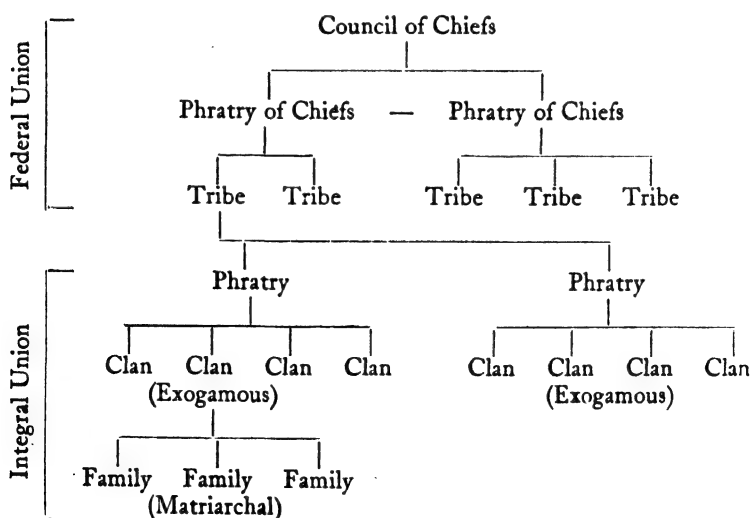 Federal Union
Council of Chiefs
Phratry of Chiefs — Phratry of Chiefs
Tribe Tribe Tribe Tribe Tribe
Integral Union
Phratry Phratry
Clan Clan Clan Clan Clan Clan Clan Clan
(Exogamous) (Exogamous)
Family Family Family
(Matriarchal)